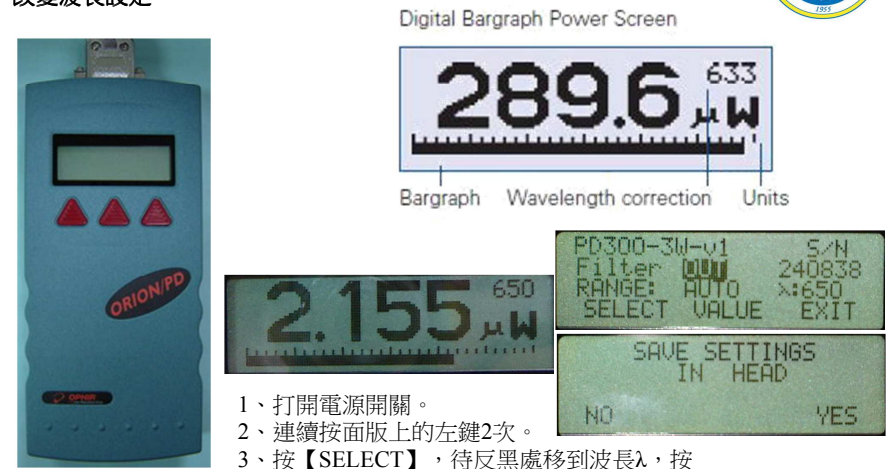 改變波長設定
1955
Digital Bargraph Power Screen
289.6 633 µW
Bargraph Wavelength correction Units
ORION/PD
OPHIR
2.155 650 µW
PD300-3W-v1 S/N
Filter OUT 240838
RANGE: AUTO λ:650
SELECT VALUE EXIT
SAVE SETTINGS
IN HEAD
NO YES
1、打開電源開關。
2、連續按面版上的左鍵2次。
3、按【SELECT】，待反黑處移到波長λ，按